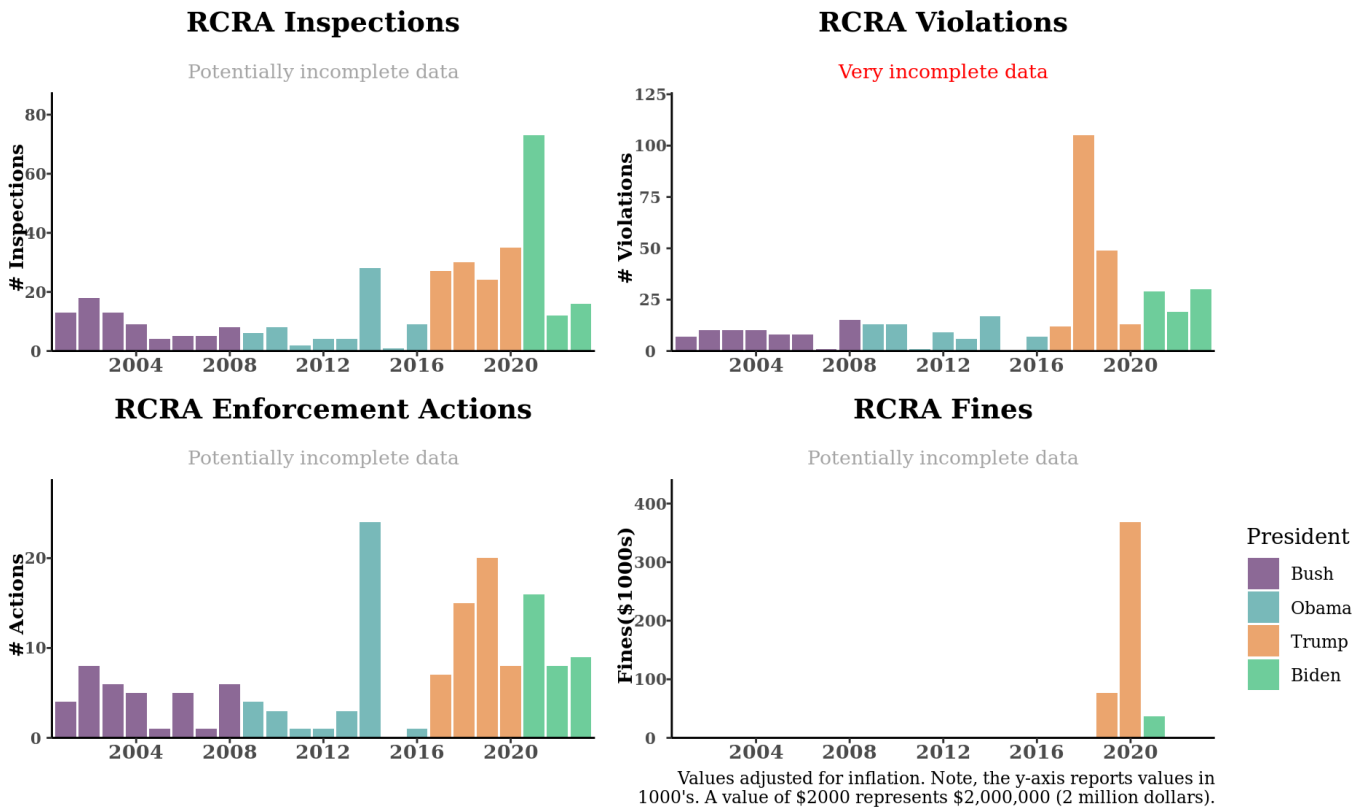 RCRA Inspections
Potentially incomplete data
# Inspections
80
60
40
20
0
2004 2008 2012 2016 2020
RCRA Violations
Very incomplete data
# Violations
125
100
75
50
25
0
2004 2008 2012 2016 2020
RCRA Enforcement Actions
Potentially incomplete data
# Actions
20
10
0
2004 2008 2012 2016 2020
RCRA Fines
Potentially incomplete data
Fines($1000s)
400
300
200
100
0
2004 2008 2012 2016 2020
President
Bush
Obama
Trump
Biden
Values adjusted for inflation. Note, the y-axis reports values in
1000's. A value of $2000 represents $2,000,000 (2 million dollars).